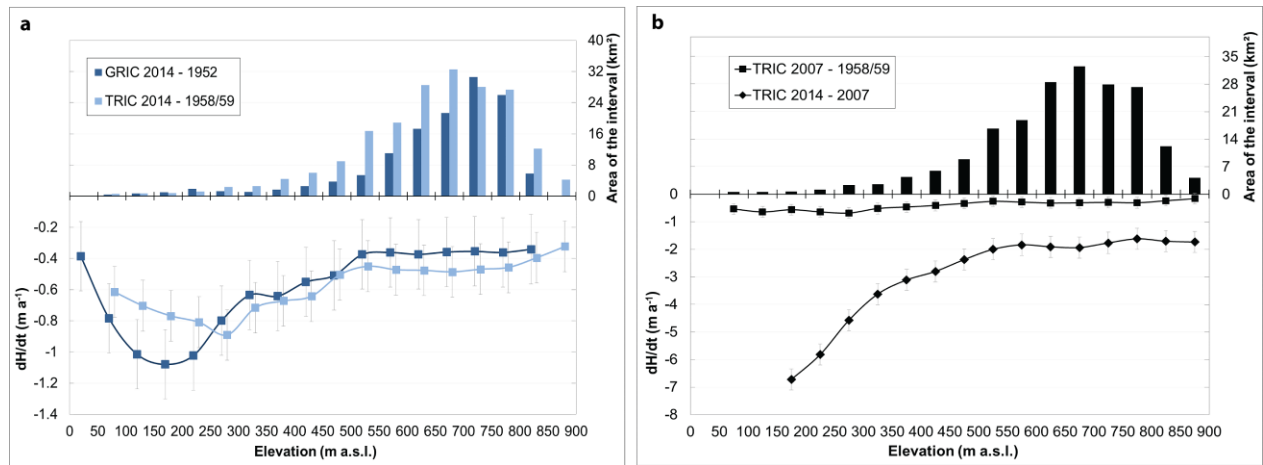 a
GRIC 2014 - 1952
TRIC 2014 - 1958/59
40
32
24
16
8
0
Area of the interval (km²)
-0.2
-0.4
-0.6
-0.8
-1
-1.2
-1.4
dH/dt (m a⁻¹)
0 50 100 150 200 250 300 350 400 450 500 550 600 650 700 750 800 850 900
Elevation (m a.s.l.)
b
TRIC 2007 - 1958/59
TRIC 2014 - 2007
35
28
21
14
7
0
Area of the interval (km²)
0
-1
-2
-3
-4
-5
-6
-7
-8
dH/dt (m a⁻¹)
0 50 100 150 200 250 300 350 400 450 500 550 600 650 700 750 800 850 900
Elevation (m a.s.l.)